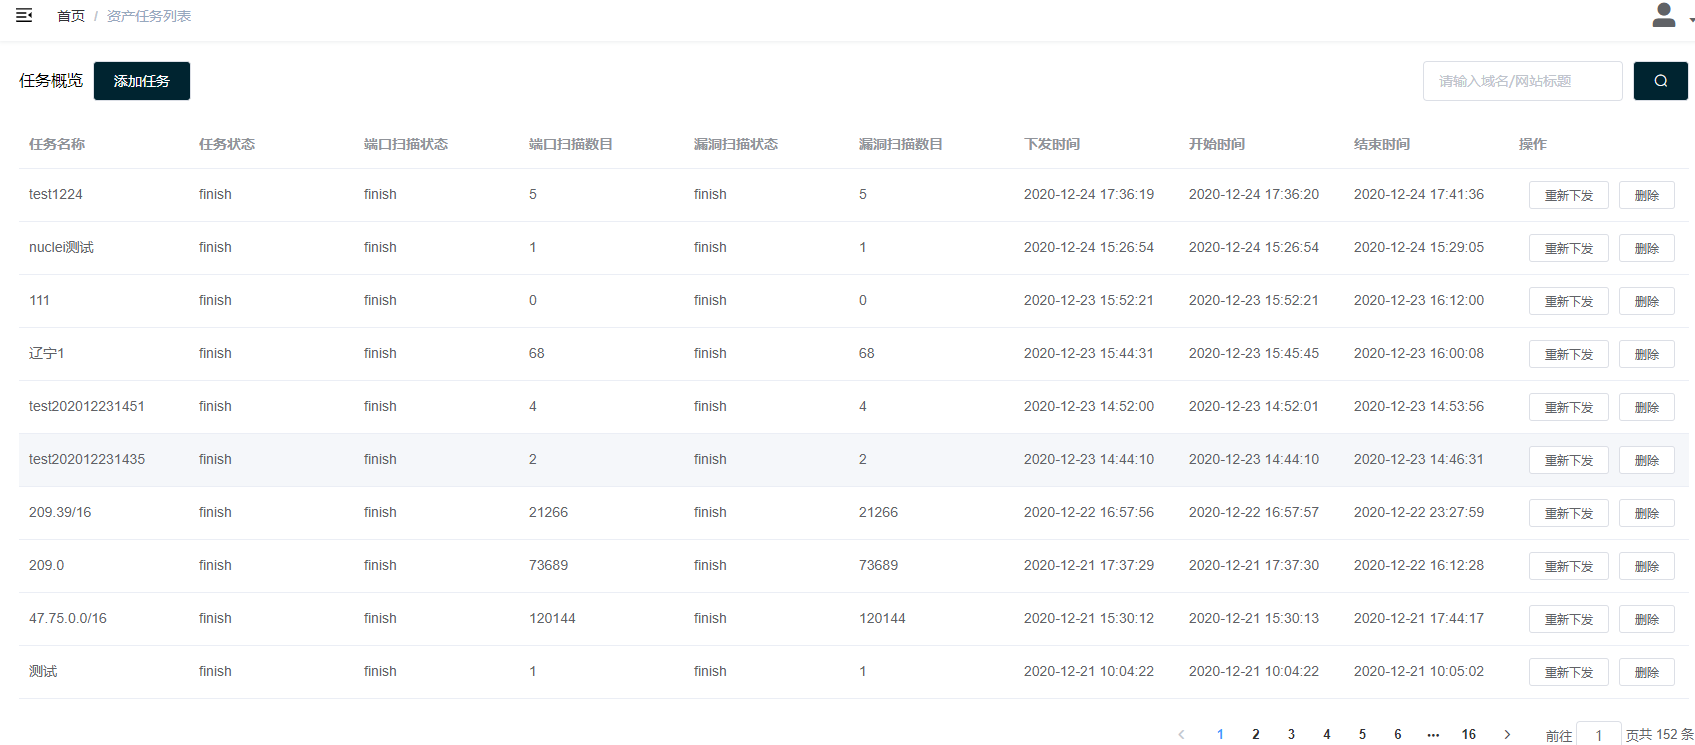 首页 / 资产任务列表
任务概览 添加任务 请输入域名/网站标题
任务名称 任务状态 端口扫描状态 端口扫描数目 漏洞扫描状态 漏洞扫描数目 下发时间 开始时间 结束时间 操作
test1224 finish finish 5 finish 5 2020-12-24 17:36:19 2020-12-24 17:36:20 2020-12-24 17:41:36 重新下发 删除
nuclei测试 finish finish 1 finish 1 2020-12-24 15:26:54 2020-12-24 15:26:54 2020-12-24 15:29:05 重新下发 删除
111 finish finish 0 finish 0 2020-12-23 15:52:21 2020-12-23 15:52:21 2020-12-23 16:12:00 重新下发 删除
辽宁1 finish finish 68 finish 68 2020-12-23 15:44:31 2020-12-23 15:45:45 2020-12-23 16:00:08 重新下发 删除
test202012231451 finish finish 4 finish 4 2020-12-23 14:52:00 2020-12-23 14:52:01 2020-12-23 14:53:56 重新下发 删除
test202012231435 finish finish 2 finish 2 2020-12-23 14:44:10 2020-12-23 14:44:10 2020-12-23 14:46:31 重新下发 删除
209.39/16 finish finish 21266 finish 21266 2020-12-22 16:57:56 2020-12-22 16:57:57 2020-12-22 23:27:59 重新下发 删除
209.0 finish finish 73689 finish 73689 2020-12-21 17:37:29 2020-12-21 17:37:30 2020-12-22 16:12:28 重新下发 删除
47.75.0.0/16 finish finish 120144 finish 120144 2020-12-21 15:30:12 2020-12-21 15:30:13 2020-12-21 17:44:17 重新下发 删除
测试 finish finish 1 finish 1 2020-12-21 10:04:22 2020-12-21 10:04:22 2020-12-21 10:05:02 重新下发 删除
1 2 3 4 5 6 ••• 16 前往 1 页共 152 条